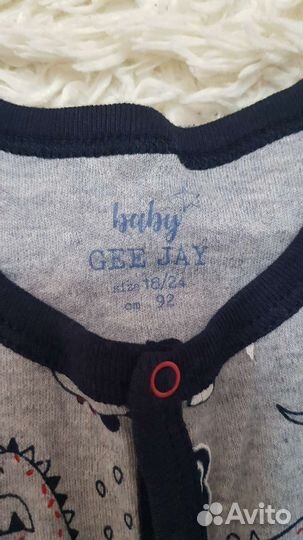 baby
GEE JAY
size 18/24
cm 92
Avito